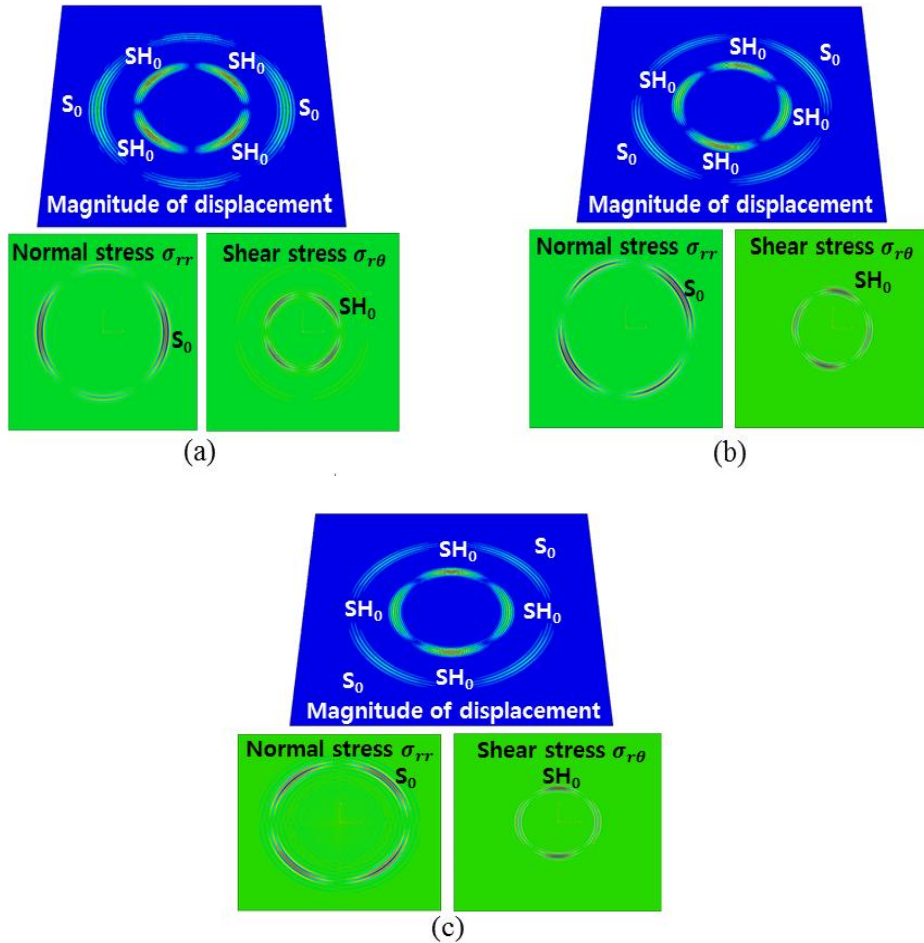 SH₀ SH₀
S₀ S₀
SH₀ SH₀
Magnitude of displacement
Normal stress σrr
S₀
Shear stress σrθ
SH₀
(a)
SH₀ S₀
SH₀
SH₀
S₀
SH₀
Magnitude of displacement
Normal stress σrr
S₀
Shear stress σrθ
SH₀
(b)
SH₀ S₀
SH₀ SH₀
S₀ SH₀
Magnitude of displacement
Normal stress σrr
S₀
Shear stress σrθ
SH₀
(c)